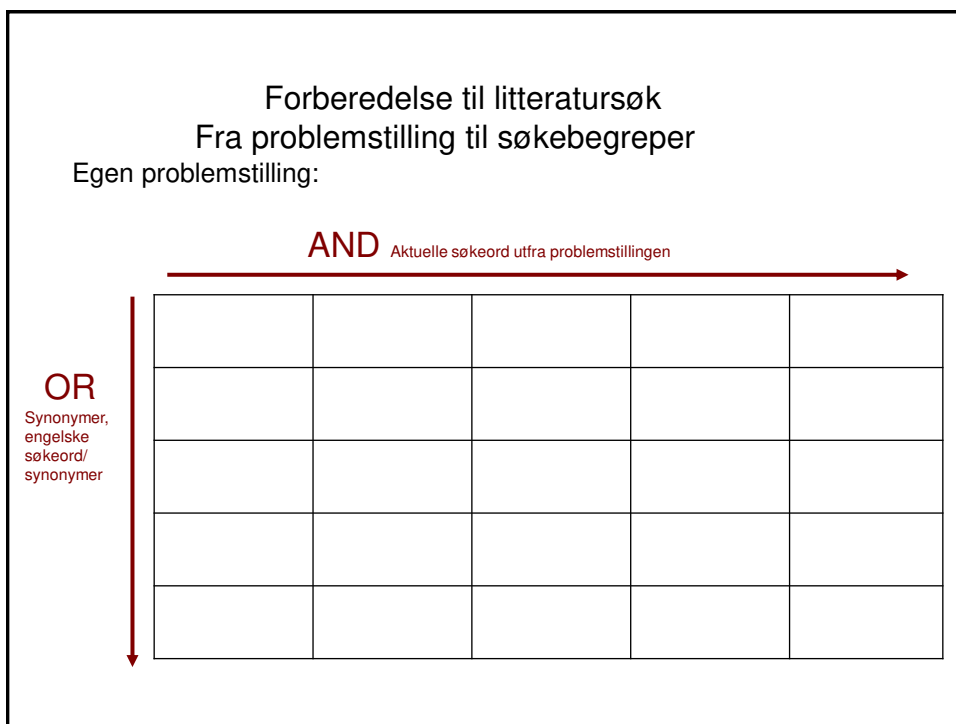 Forberedelse til litteratursøk
Fra problemstilling til søkebegreper
Egen problemstilling:
AND Aktuelle søkeord utfra problemstillingen
OR
Synonymer,
engelske
søkeord/
synonymer